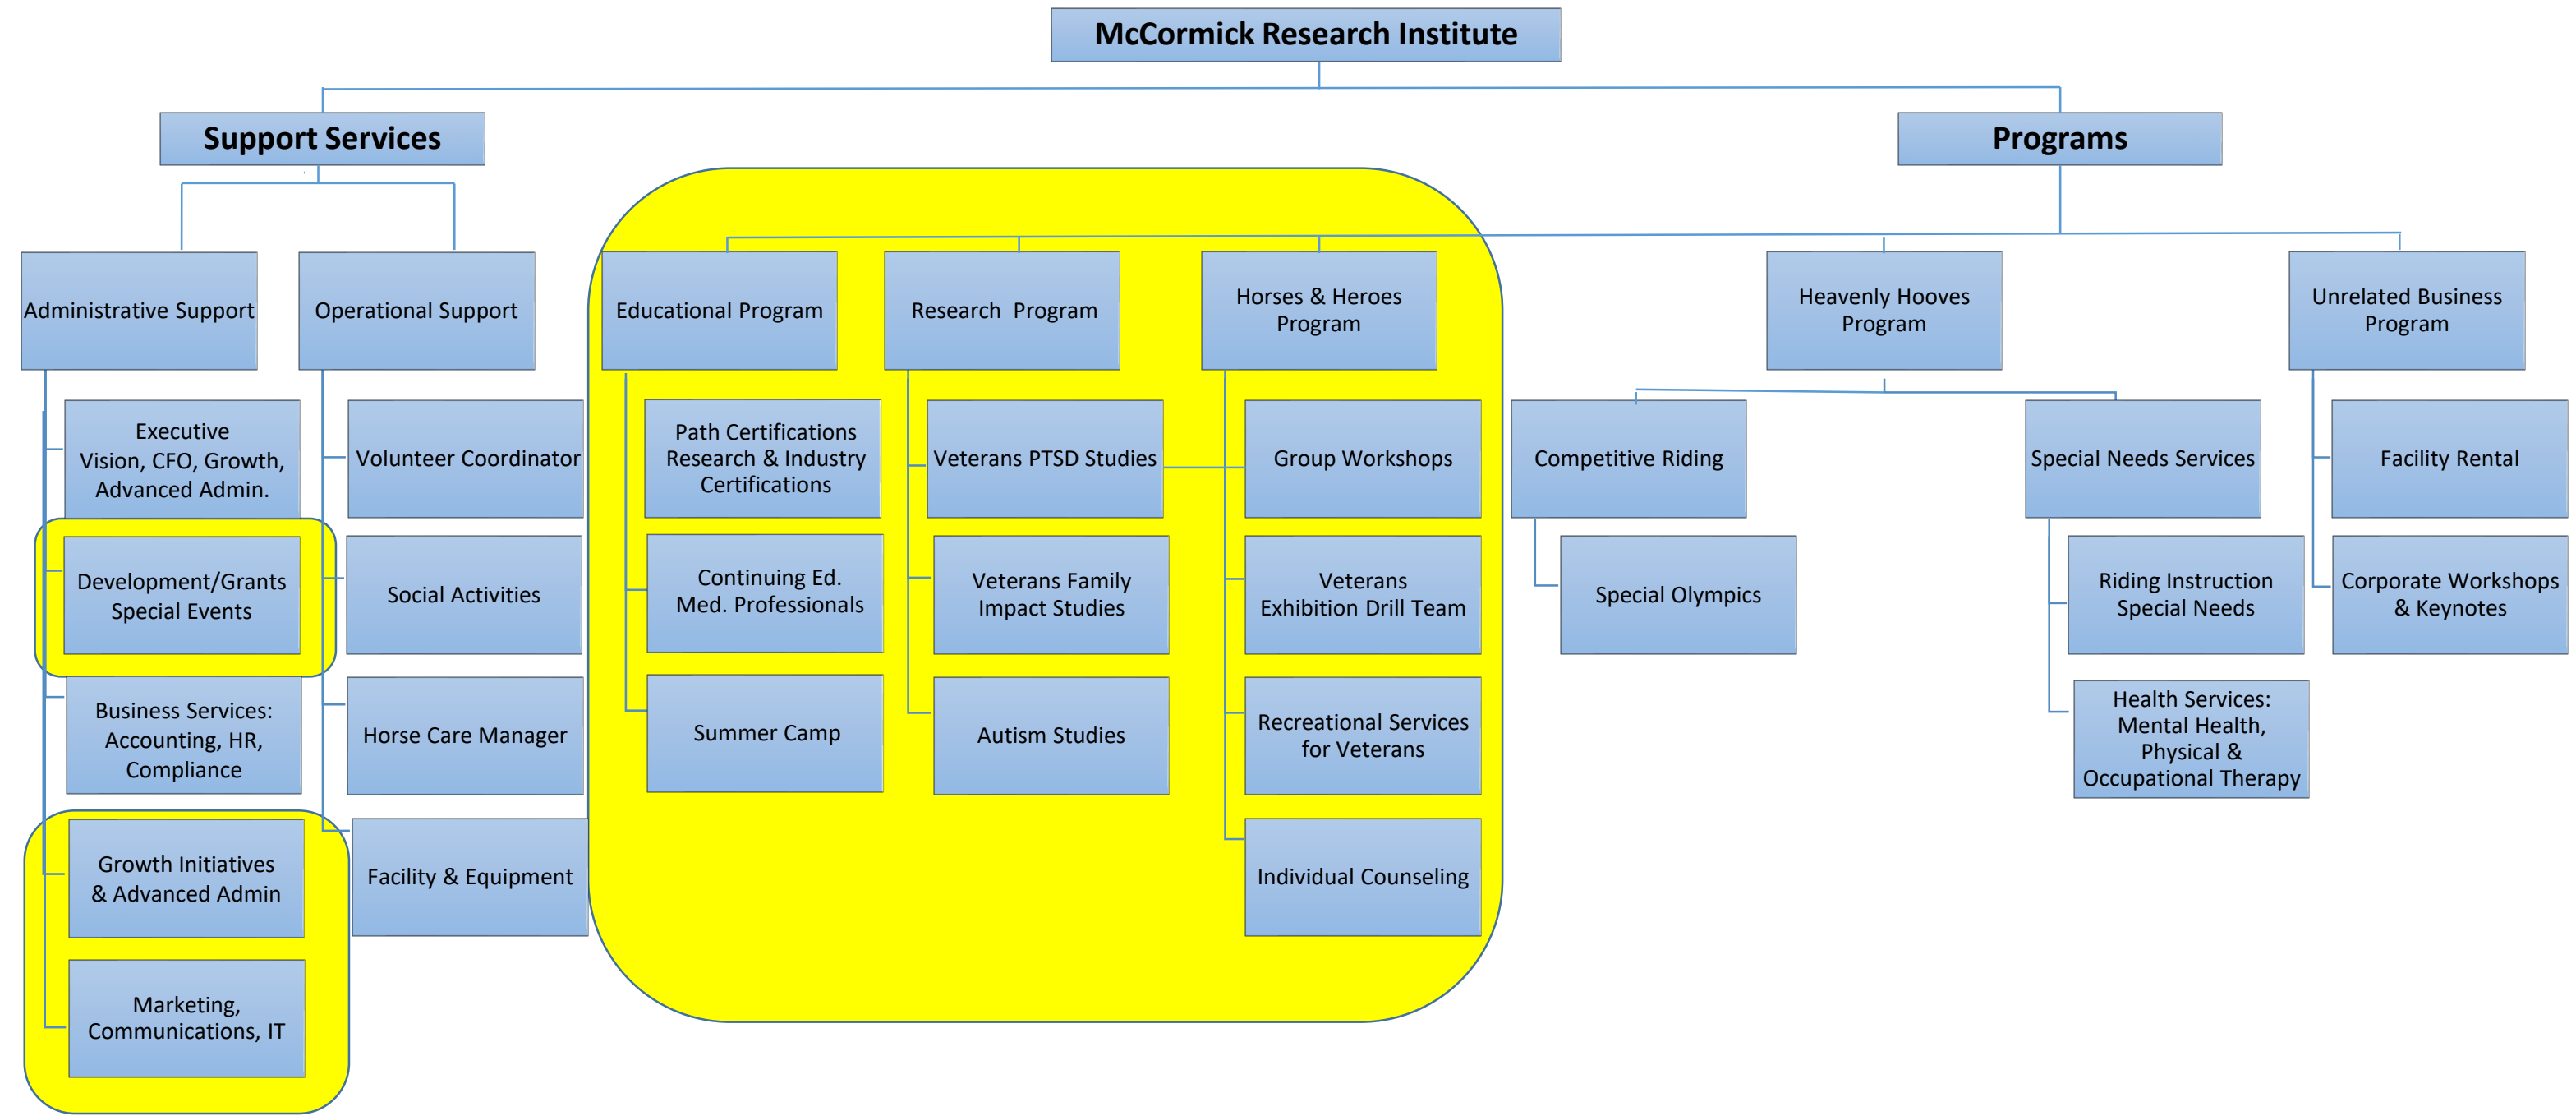 McCormick Research Institute
Support Services
Programs
Administrative Support
Operational Support
Educational Program
Research  Program
Horses & Heroes
Program
Heavenly Hooves
Program
Unrelated Business
Program
Executive
Vision, CFO, Growth,
Advanced Admin.
Development/Grants
Special Events
Business Services:
Accounting, HR,
Compliance
Growth Initiatives
& Advanced Admin
Marketing,
Communications, IT
Volunteer Coordinator
Social Activities
Horse Care Manager
Facility & Equipment
Path Certifications
Research & Industry
Certifications
Continuing Ed.
Med. Professionals
Summer Camp
Veterans PTSD Studies
Veterans Family
Impact Studies
Autism Studies
Group Workshops
Veterans
Exhibition Drill Team
Recreational Services
for Veterans
Individual Counseling
Competitive Riding
Special Olympics
Special Needs Services
Riding Instruction
Special Needs
Health Services:
Mental Health,
Physical &
Occupational Therapy
Facility Rental
Corporate Workshops
& Keynotes